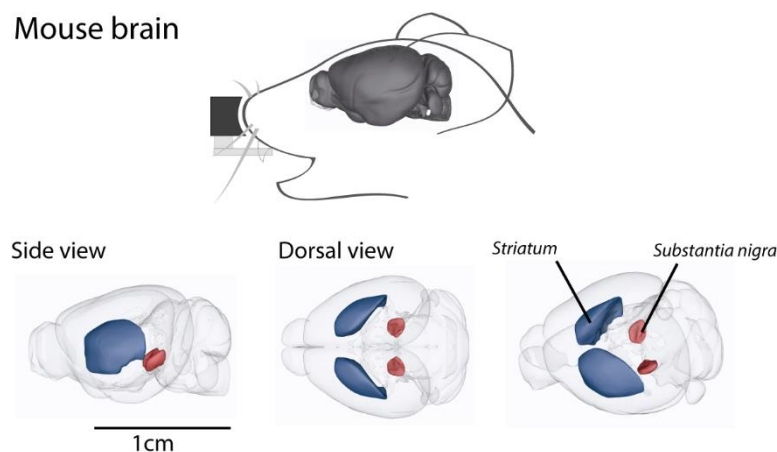 Mouse brain
Side view
Dorsal view
Striatum
Substantia nigra
1cm